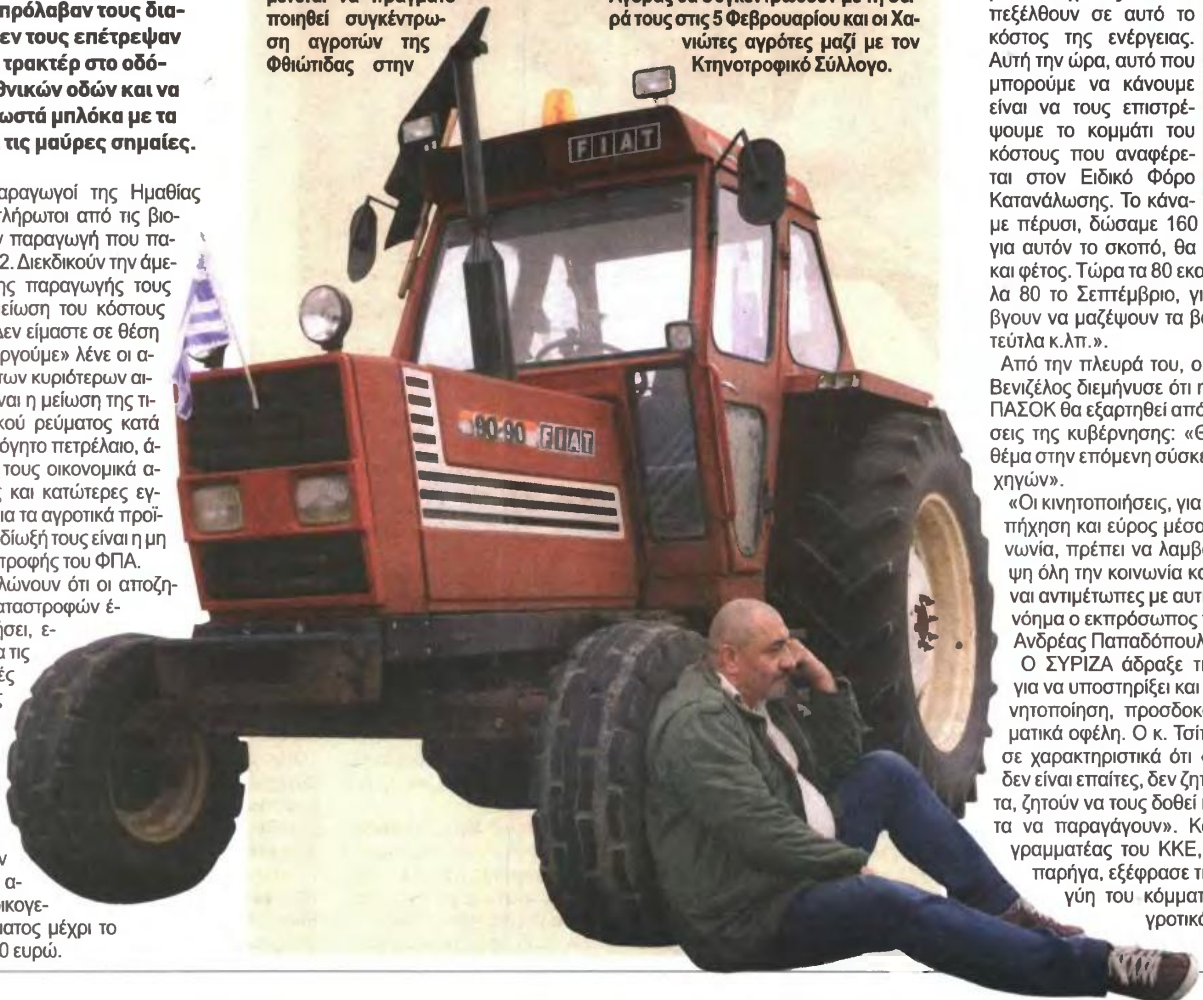 πρόλαβαν τους δια-
εν τους επέτρεψαν
τρακτέρ στο οδό-
θνικών οδών και να
ωστά μπλόκα με τα
τις μαύρες σημαίες.
αραγωγοί της Ημαθίας
λήρωτοι από τις βιο-
ν παραγωγή που πα-
2. Διεκδικούν την άμε-
ης παραγωγής τους
είωση του κόστους
Δεν είμαστε σε θέση
ργούμε» λένε οι α-
των κυριότερων αι-
ναι η μείωση της τι-
κού ρεύματος κατά
όγητο πετρέλαιο, ά-
τους οικονομικά α-
ς και κατώτερες εγ-
ια τα αγροτικά προϊ-
δίωξή τους είναι η μη
τροφής του ΦΠΑ.
λώνουν ότι οι αποζη-
αταστροφών έ-
ήσει, ε-
α τις
ές
ς
ν
α-
οικογε-
ματος μέχρι το
0 ευρώ.
ποιηθεί συγκέντρω-
ση αγροτών της
Φθιώτιδας στην
ρά τους στις 5 Φεβρουαρίου και οι Χα-
νιώτες αγρότες μαζί με τον
Κτηνοτροφικό Σύλλογο.
FIAT
90-90 FIAT
πεξέλθουν σε αυτό το
κόστος της ενέργειας.
Αυτή την ώρα, αυτό που
μπορούμε να κάνουμε
είναι να τους επιστρέ-
ψουμε το κομμάτι του
κόστους που αναφέρε-
ται στον Ειδικό Φόρο
Κατανάλωσης. Το κάνα-
με πέρυσι, δώσαμε 160
για αυτόν το σκοπό, θα
και φέτος. Τώρα τα 80 εκα
λα 80 το Σεπτέμβριο, γι
βγουν να μαζέψουν τα β
τεύτλα κ.λπ.».
Από την πλευρά του, ο
Βενιζέλος διεμήνυσε ότι η
ΠΑΣΟΚ θα εξαρτηθεί από
σεις της κυβέρνησης: «Θ
θέμα στην επόμενη σύσκε
χηγών».
«Οι κινητοποιήσεις, για
πήχηση και εύρος μέσα
νωνία, πρέπει να λαμβ
ψη όλη την κοινωνία κα
ναι αντιμέτωπες με αυτ
νόημα ο εκπρόσωπος τ
Ανδρέας Παπαδόπουλ
Ο ΣΥΡΙΖΑ άδραξε τ
για να υποστηρίξει και
νητοποίηση, προσδοκ
ματικά οφέλη. Ο κ. Τσίπ
σε χαρακτηριστικά ότι «
δεν είναι επαίτες, δεν ζητ
τα, ζητούν να τους δοθεί
τα να παραγάγουν». Κ
γραμματέας του ΚΚΕ,
παρήγα, εξέφρασε τ
γύη του κόμματ
γροτικ